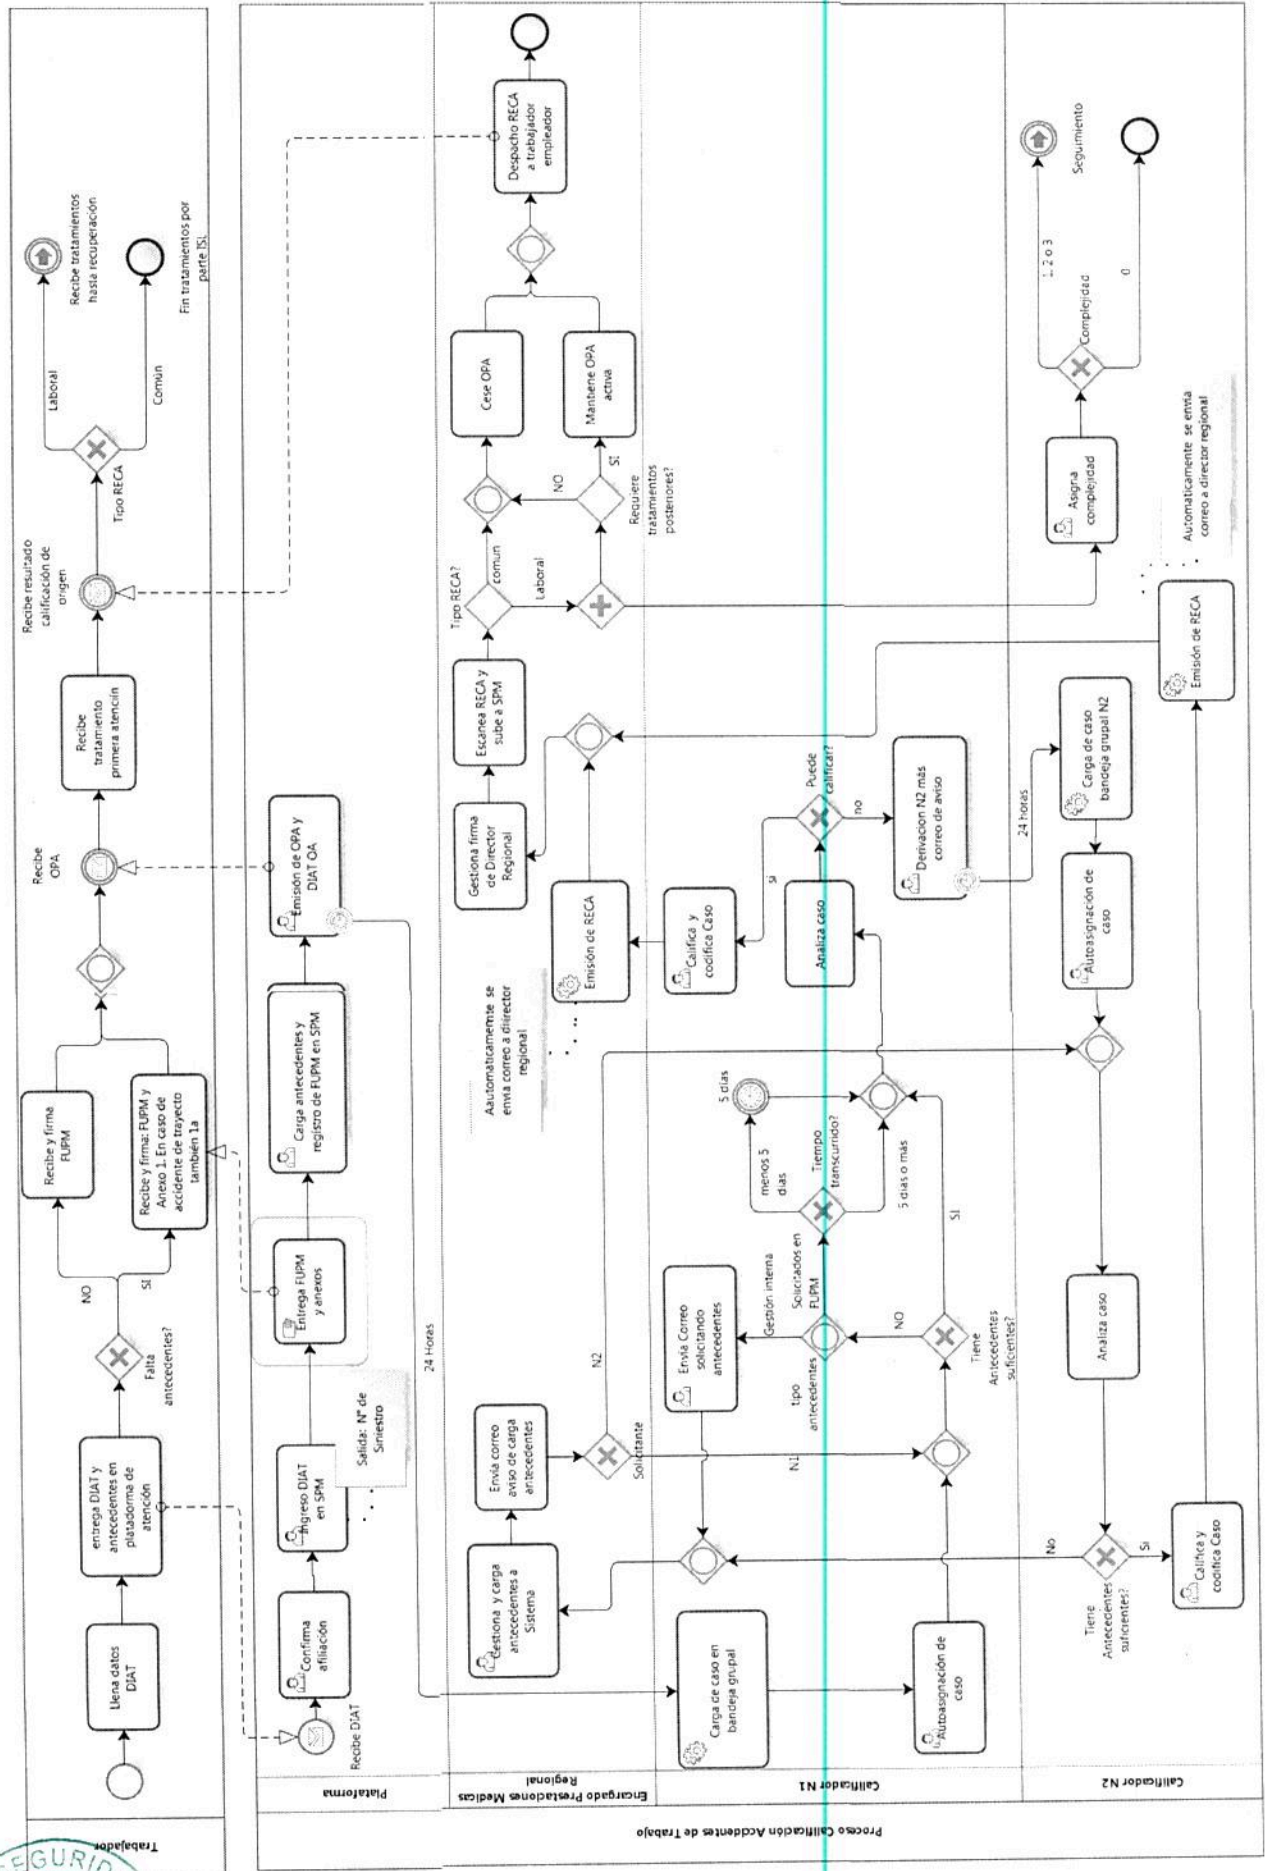 SEGURID
Trabajador
Llena datos
DIAT
entrega DIAT y
antecedentes en
platadorma de
atención
Falta
antecedentes?
NO
SI
Recibe y firma
FUPM
Recibe y firma: FUPM y
Anexo 1. En caso de
accidente de trayecto
también 1a
Recibe
OPA
Recibe
tratamiento
primera atención
Recibe resultado
calificación de
origen
Tipo RECA
Laboral
Común
Recibe tratamientos
hasta recuperación
Fin tratamientos por
parte ISL
Proceso Calificación Accidentes de Trabajo
Plataforma
Recibe DIAT
Confirma
afiliación
Ingreso DIAT
en SPM
Salida: N° de
Siniestro
Entrega FUPM
y anexos
Carga antecedentes y
registro de FUPM en SPM
Emisión de OPA y
DIAT OA
24 Horas
Encargado Prestaciones Medicas
Regional
Gestiona y carga
antecedentes a
Sistema
Envia correo
aviso de carga
antecedentes
Solicitante
N2
N1
Aautomaticamemte se
envia correo a diirector
regional
Emisión de RECA
Gestiona firma
de Director
Regional
Escanea RECA y
sube a SPM
Tipo RECA?
comun
Laboral
NO
SI
Requiere
tratamientos
posteriores?
Cese OPA
Mantiene OPA
activa
Despacho RECA
a trabajador
empleador
Calificador N1
Carga de caso en
bandeja grupal
Autoasignación de
caso
Tiene
Antecedentes
suficientes?
NO
SI
tipo
antecedentes
Gestión interna
Envía Correo
solicitando
antecedentes
Solicitados en
FUPM
Tiempo
transcurrido?
menos 5
dias
5 dias
5 dias o más
Analiza caso
Puede
calificar?
si
no
Califica y
codifica Caso
Derivacion N2 más
correo de aviso
24 horas
Calificador N2
Carga de caso
bandeja grupal N2
Autoasignación de
caso
Analiza caso
Tiene
Antecedentes
suficientes?
No
Si
Califica y
codifica Caso
Emisión de RECA
Automaticamente se envia
correo a director regional
Asigna
complejidad
Complejidad
1, 2 o 3
0
Seguimiento